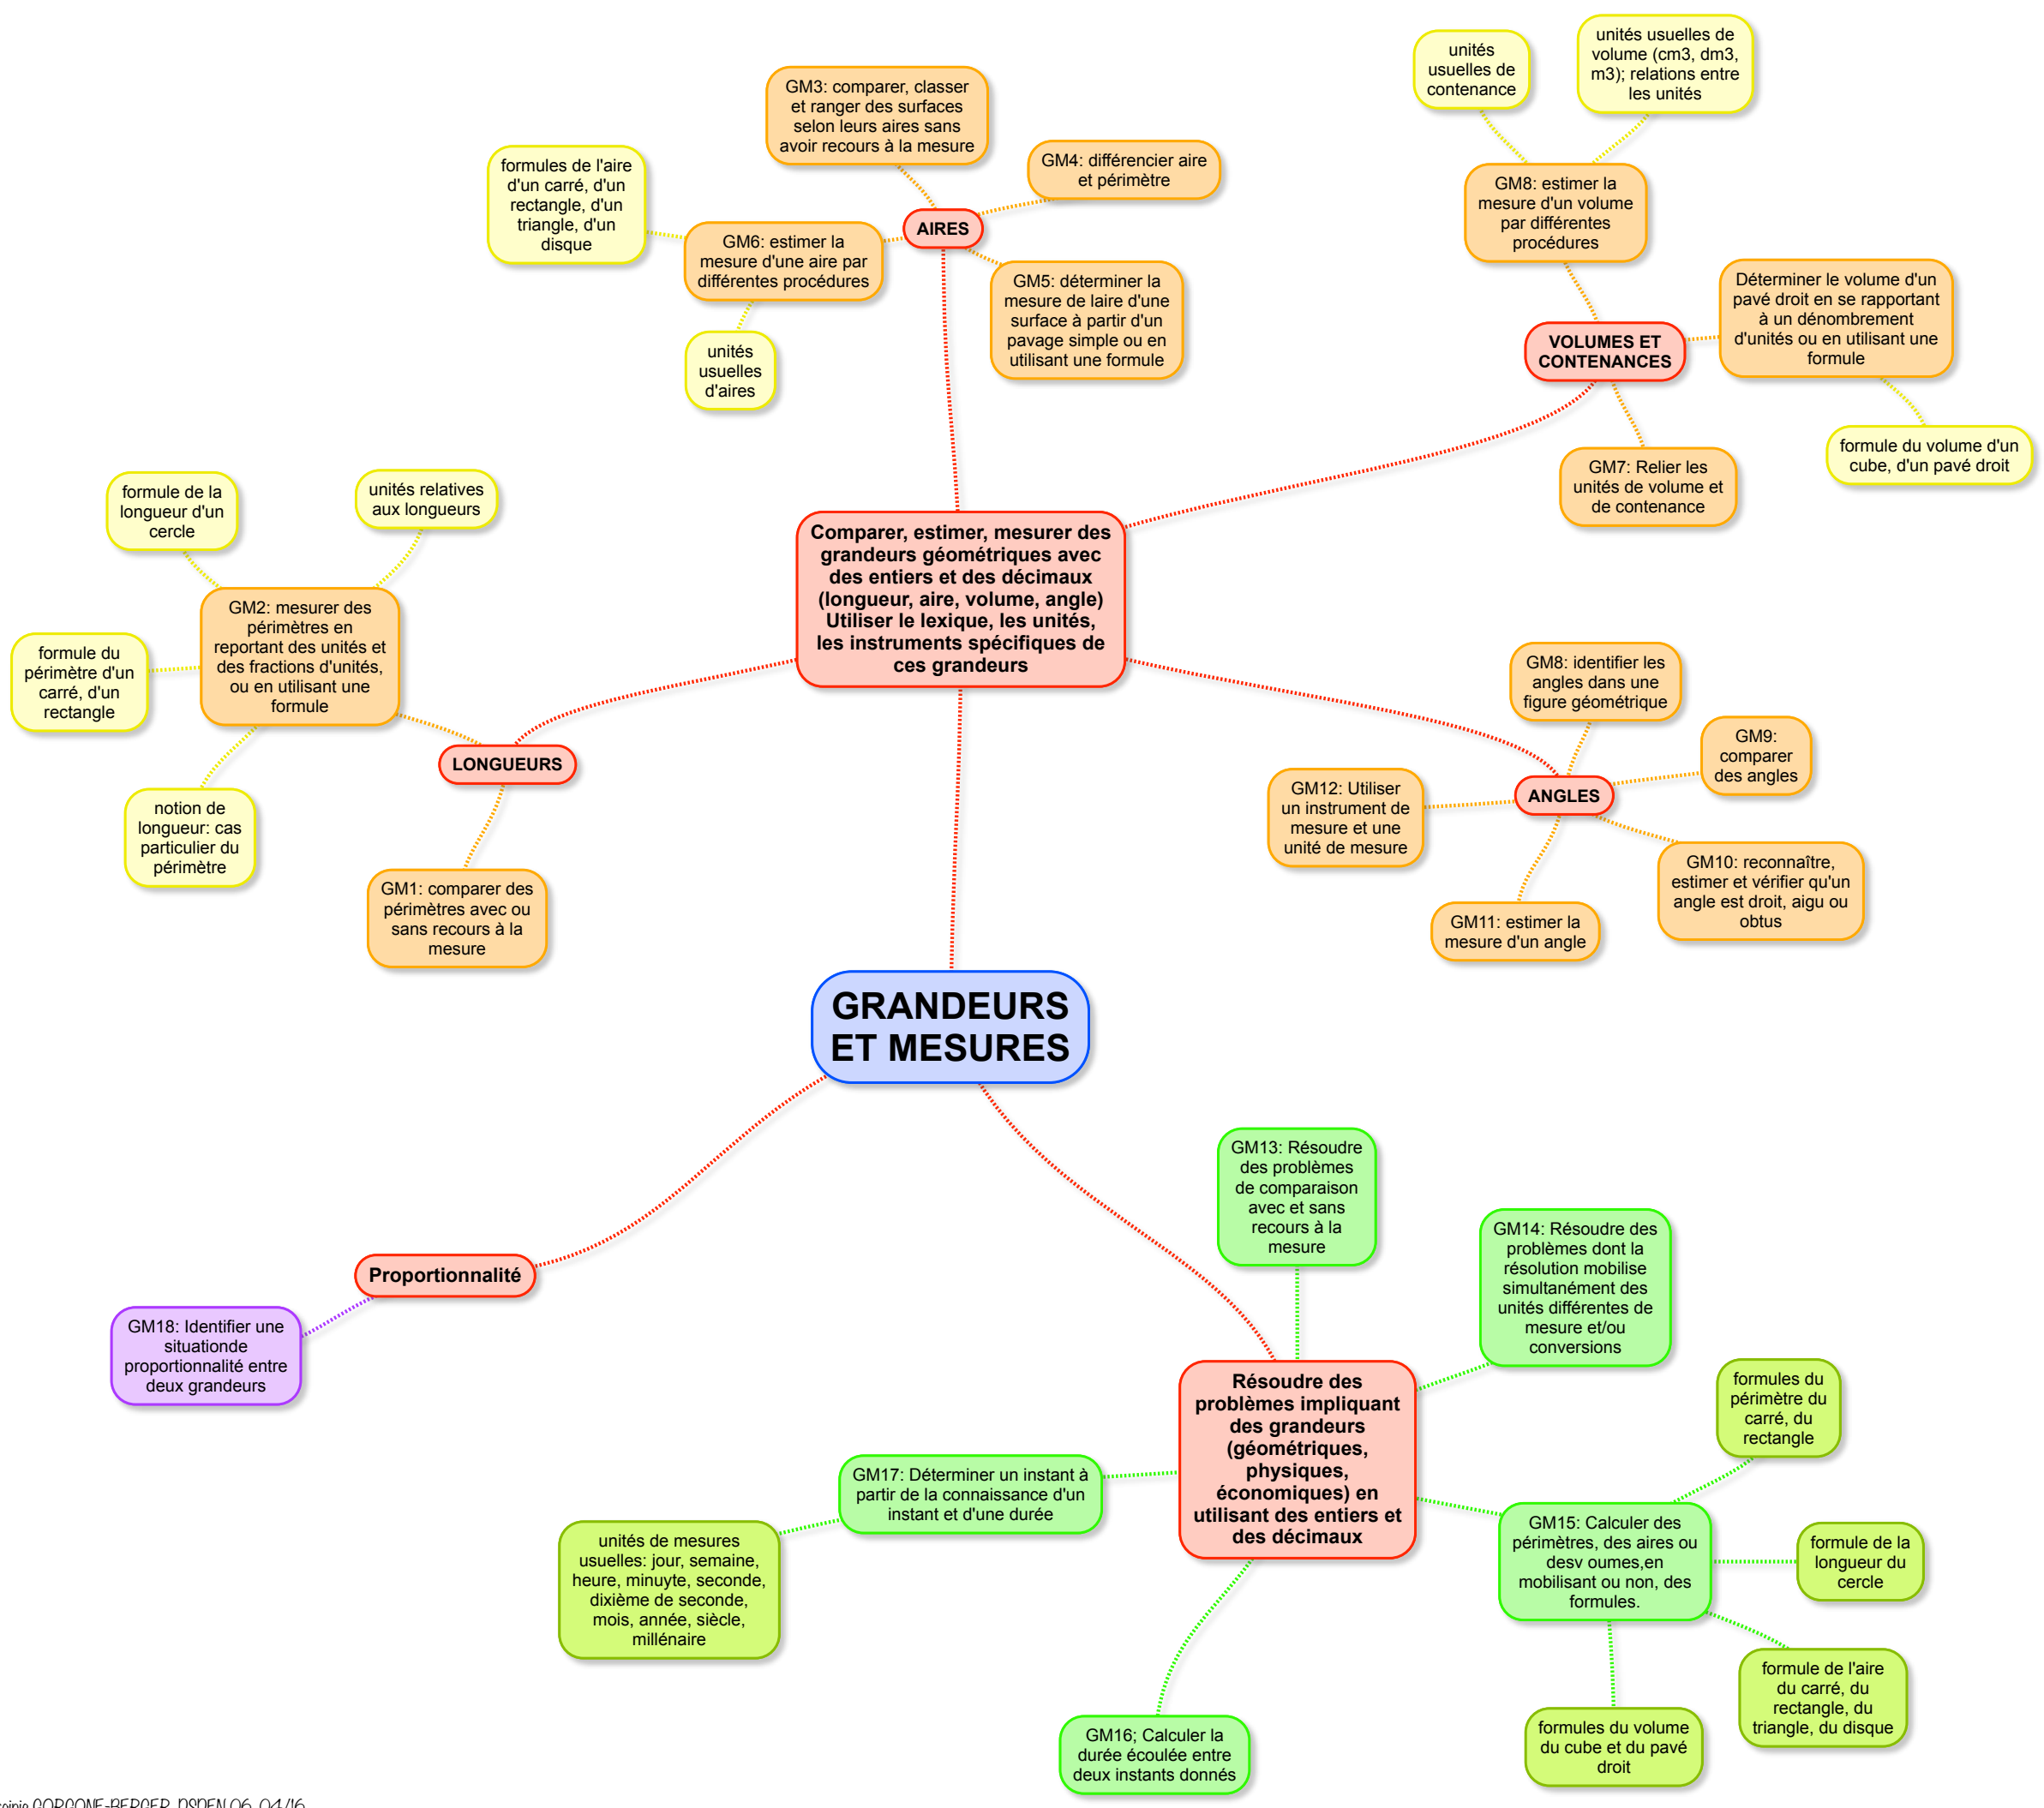 unités
usuelles de
contenance
unités usuelles de
volume (cm3, dm3,
m3); relations entre
les unités
GM3: comparer, classer
et ranger des surfaces
selon leurs aires sans
avoir recours à la mesure
GM4: différencier aire
et périmètre
formules de l'aire
d'un carré, d'un
rectangle, d'un
triangle, d'un
disque
GM8: estimer la
mesure d'un volume
par différentes
procédures
AIRES
GM6: estimer la
mesure d'une aire par
différentes procédures
GM5: déterminer la
mesure de laire d'une
surface à partir d'un
pavage simple ou en
utilisant une formule
Déterminer le volume d'un
pavé droit en se rapportant
à un dénombrement
d'unités ou en utilisant une
formule
VOLUMES ET
CONTENANCES
unités
usuelles
d'aires
formule du volume d'un
cube, d'un pavé droit
GM7: Relier les
unités de volume et
de contenance
formule de la
longueur d'un
cercle
unités relatives
aux longueurs
Comparer, estimer, mesurer des
grandeurs géométriques avec
des entiers et des décimaux
(longueur, aire, volume, angle)
Utiliser le lexique, les unités,
les instruments spécifiques de
ces grandeurs
GM2: mesurer des
périmètres en
reportant des unités et
des fractions d'unités,
ou en utilisant une
formule
formule du
périmètre d'un
carré, d'un
rectangle
GM8: identifier les
angles dans une
figure géométrique
GM9:
comparer
des angles
LONGUEURS
ANGLES
GM12: Utiliser
un instrument de
mesure et une
unité de mesure
notion de
longueur: cas
particulier du
périmètre
GM1: comparer des
périmètres avec ou
sans recours à la
mesure
GM10: reconnaître,
estimer et vérifier qu'un
angle est droit, aigu ou
obtus
GM11: estimer la
mesure d'un angle
GRANDEURS
ET MESURES
GM13: Résoudre
des problèmes
de comparaison
avec et sans
recours à la
mesure
GM14: Résoudre des
problèmes dont la
résolution mobilise
simultanément des
unités différentes de
mesure et/ou
conversions
Proportionnalité
GM18: Identifier une
situationde
proportionnalité entre
deux grandeurs
Résoudre des
problèmes impliquant
des grandeurs
(géométriques,
physiques,
économiques) en
utilisant des entiers et
des décimaux
formules du
périmètre du
carré, du
rectangle
GM17: Déterminer un instant à
partir de la connaissance d'un
instant et d'une durée
unités de mesures
usuelles: jour, semaine,
heure, minuyte, seconde,
dixième de seconde,
mois, année, siècle,
millénaire
GM15: Calculer des
périmètres, des aires ou
desv oumes,en
mobilisant ou non, des
formules.
formule de la
longueur du
cercle
formule de l'aire
du carré, du
rectangle, du
triangle, du disque
GM16; Calculer la
durée écoulée entre
deux instants donnés
formules du volume
du cube et du pavé
droit
GORGONE-BERGER DSDEN 06 04/16